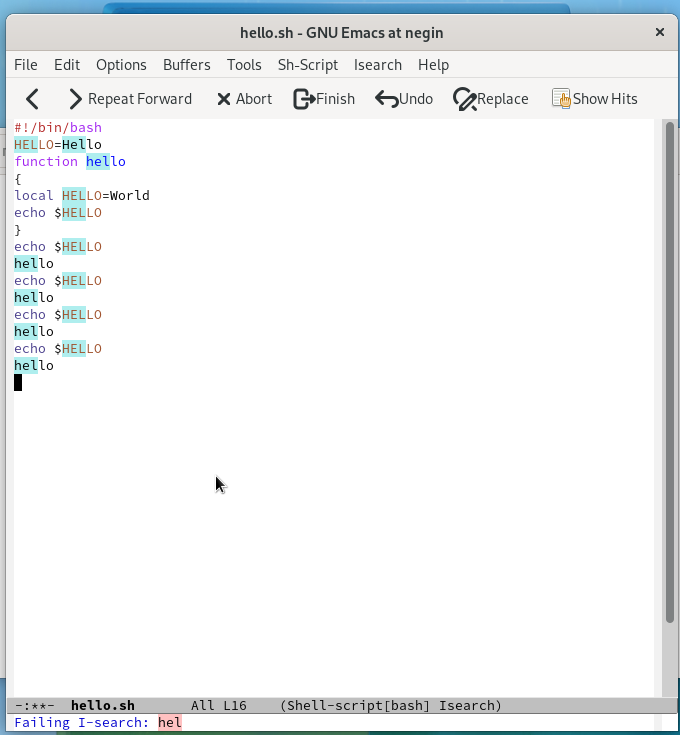 hello.sh - GNU Emacs at negin
File Edit Options Buffers Tools Sh-Script Isearch Help
Repeat Forward Abort Finish Undo Replace Show Hits
#!/bin/bash
HELLO=Hello
function hello
{
local HELLO=World
echo $HELLO
}
echo $HELLO
hello
echo $HELLO
hello
echo $HELLO
hello
echo $HELLO
hello
-:**- hello.sh All L16 (Shell-script[bash] Isearch)
Failing I-search: hel